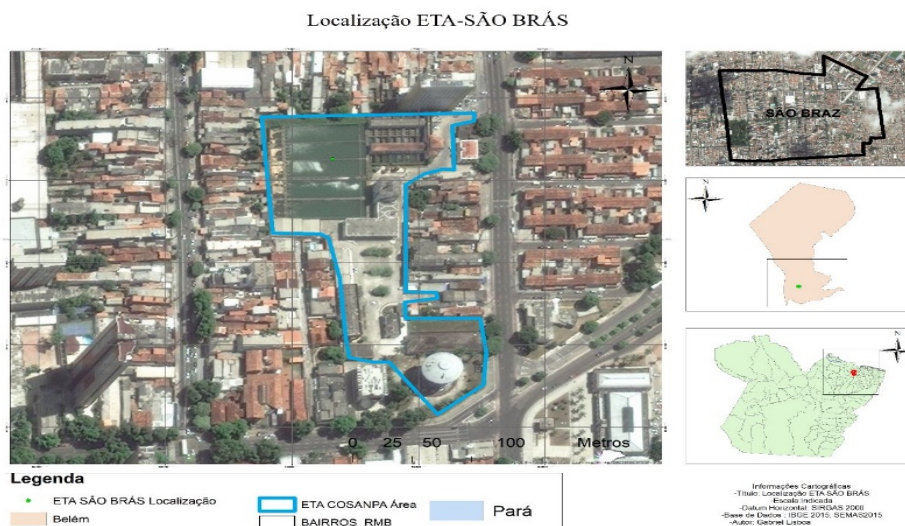 Localização ETA-SÃO BRÁS
N
SÃO BRAZ
N
N
0 25 50 100 Metros
Legenda
ETA SÃO BRÁS Localização
ETA COSANPA Área
Pará
Belém
BAIRROS_RMB
Informações Cartográficas
-Título: Localização ETA SÃO BRÁS
-Escala Indicada
-Datum Horizontal: SIRGAS 2000
-Base de Dados : IBGE 2015, SEMAS2015
-Autor: Gabriel Lisboa